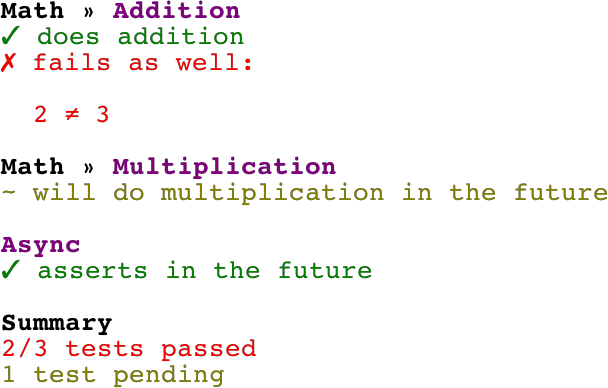 Math » Addition
✓ does addition
✗ fails as well:
2 ≠ 3
Math » Multiplication
~ will do multiplication in the future
Async
✓ asserts in the future
Summary
2/3 tests passed
1 test pending